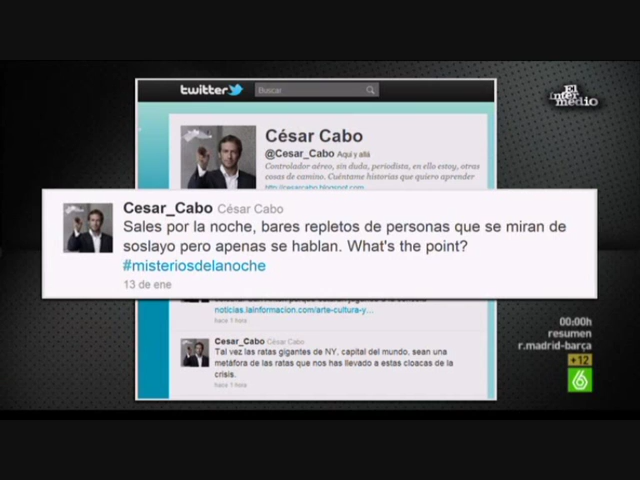 twitter
Buscar
El
intermedio
César Cabo
@Cesar_Cabo Aquí y allá
Controlador aéreo, sin duda, periodista, en ello estoy, otras
cosas de camino. Cuéntame historias que quiero aprender
http://cesarcabo.blogspot.com
Cesar_Cabo César Cabo
Sales por la noche, bares repletos de personas que se miran de
soslayo pero apenas se hablan. What's the point?
#misteriosdelanoche
13 de ene
noticias.lainformacion.com/arte-cultura-y…
hace 1 hora
Cesar_Cabo César Cabo
Tal vez las ratas gigantes de NY, capital del mundo, sean una
metáfora de las ratas que nos has llevado a estas cloacas de la
crisis.
hace 1 hora
00:00h
resumen
r.madrid-barça
+12
6